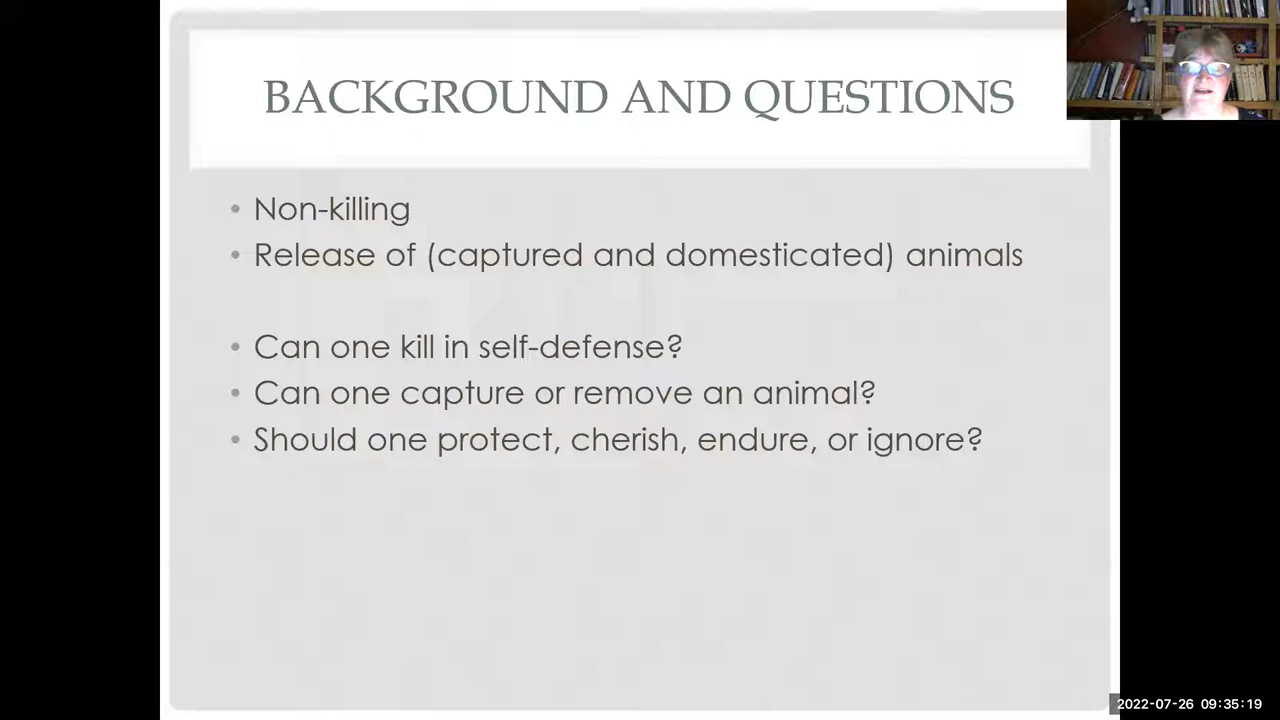 BACKGROUND AND QUESTIONS
• Non-killing
• Release of (captured and domesticated) animals
• Can one kill in self-defense?
• Can one capture or remove an animal?
• Should one protect, cherish, endure, or ignore?
2022-07-26 09:35:19